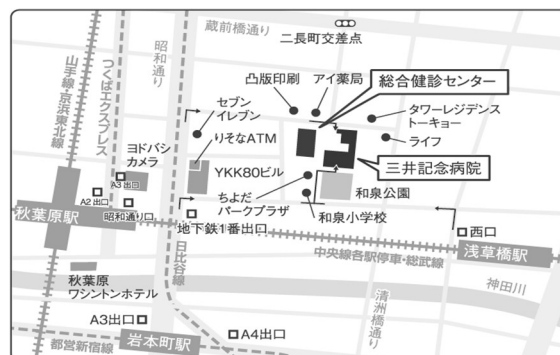 蔵前橋通り
二長町交差点
昭和通り
つくばエクスプレス
山手線・京浜東北線
凸版印刷
アイ薬局
総合健診センター
セブン
イレブン
タワーレジデンス
トーキョー
りそなATM
ライフ
ヨドバシ
カメラ
YKK80ビル
三井記念病院
A3出口
ちよだ
パークプラザ
和泉公園
A2出口
昭和通り口
和泉小学校
秋葉原駅
地下鉄1番出口
西口
中央線各駅停車・総武線
浅草橋駅
日比谷線
神田川
秋葉原
ワシントンホテル
清洲橋通り
A3出口
A4出口
岩本町駅
都営新宿線